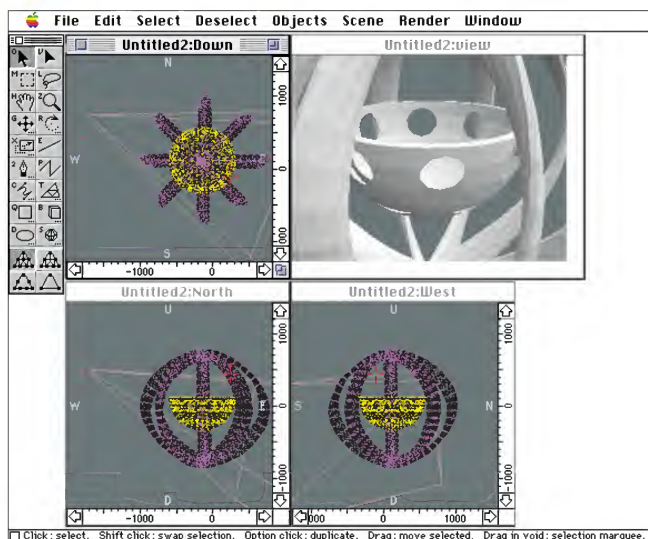 File Edit Select Deselect Objects Scene Render Window
Untitled2:Down
Untitled2:view
N
W
E
S
1000
0
-1000
-1000 0
Untitled2:North
Untitled2:West
U
W
E
D
1000
0
-1000
-1000 0
U
S
N
D
1000
0
-1000
0 1000
Click: select. Shift click: swap selection. Option click: duplicate. Drag: move selected. Drag in void: selection marquee.